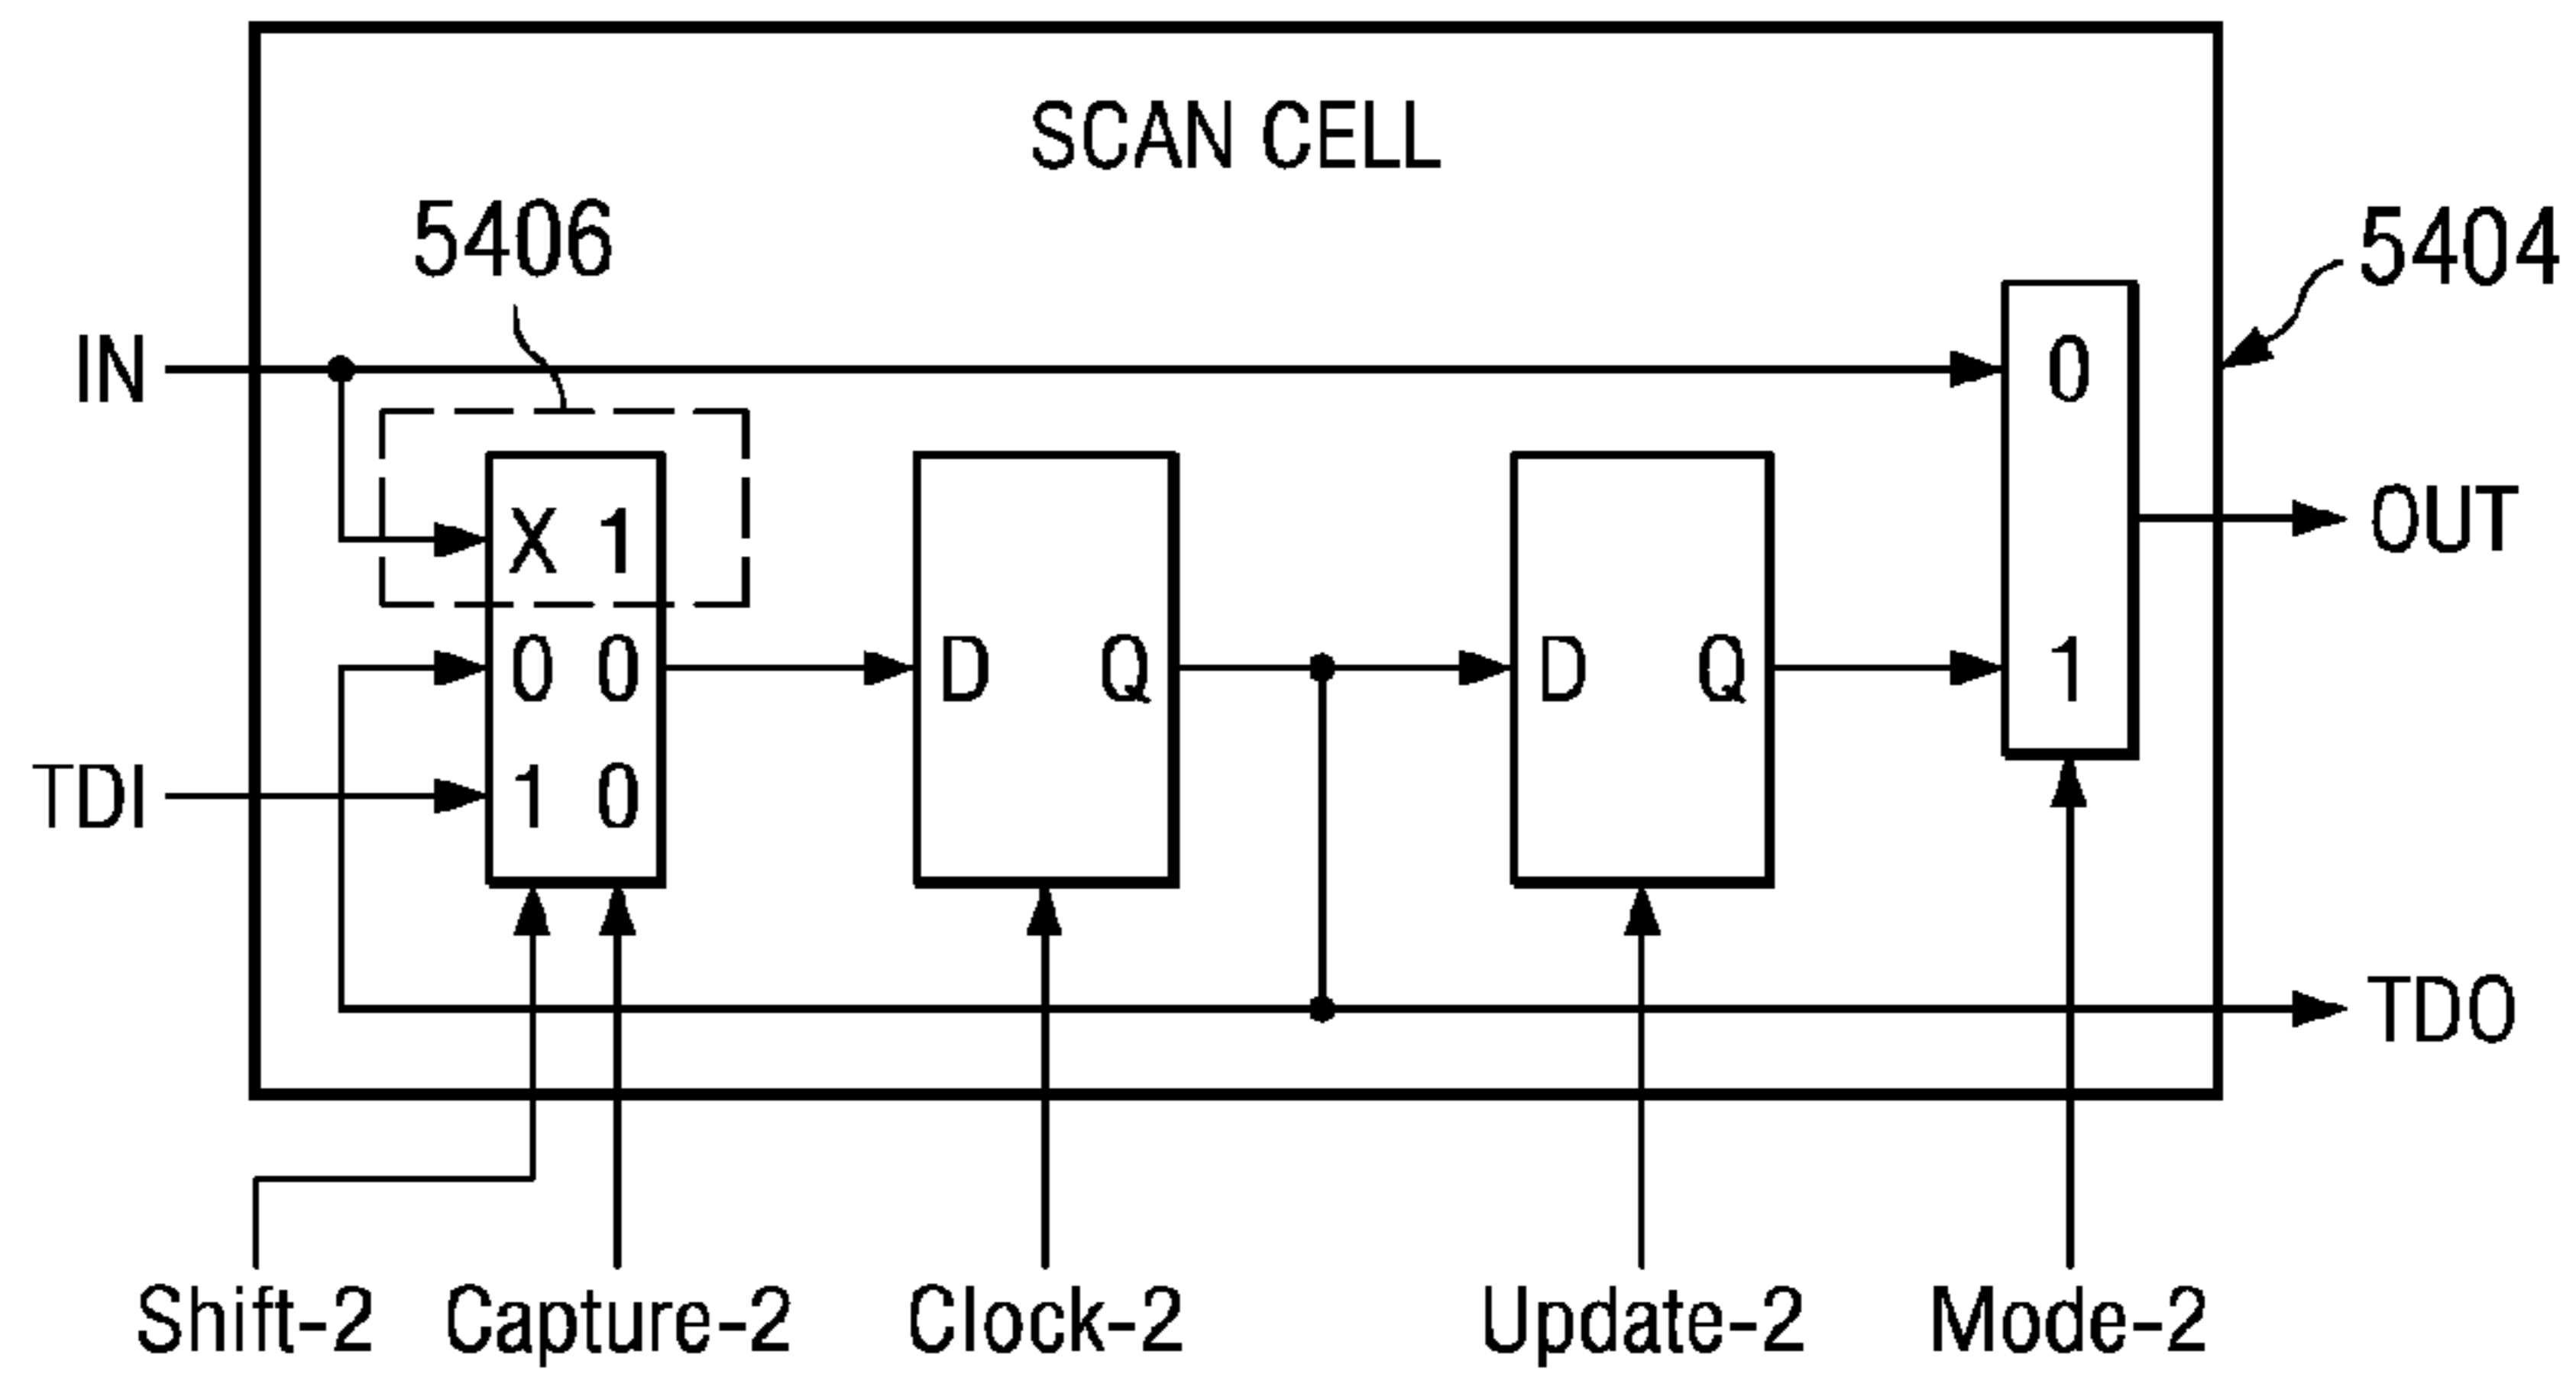 SCAN CELL
5406
5404
IN
0
X 1
OUT
0 0
D Q
D Q
1
TDI
1 0
TDO
Shift-2
Capture-2
Clock-2
Update-2
Mode-2